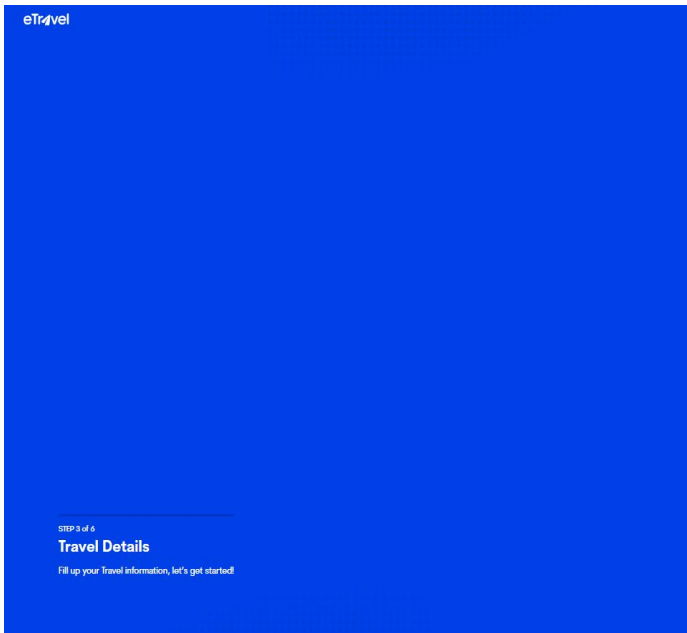 eTravel
STEP 3 of 6
Travel Details
Fill up your Travel information, let's get started!